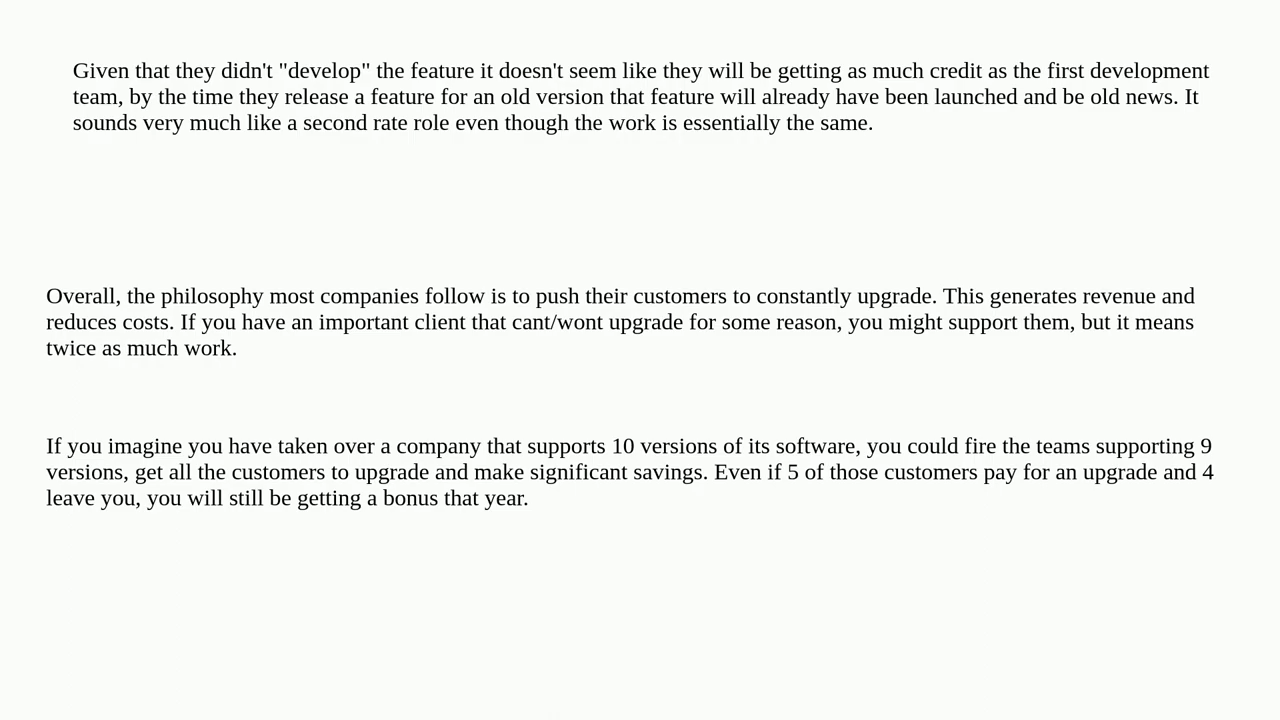 Given that they didn't "develop" the feature it doesn't seem like they will be getting as much credit as the first development
team, by the time they release a feature for an old version that feature will already have been launched and be old news. It
sounds very much like a second rate role even though the work is essentially the same.
Overall, the philosophy most companies follow is to push their customers to constantly upgrade. This generates revenue and
reduces costs. If you have an important client that cant/wont upgrade for some reason, you might support them, but it means
twice as much work.
If you imagine you have taken over a company that supports 10 versions of its software, you could fire the teams supporting 9
versions, get all the customers to upgrade and make significant savings. Even if 5 of those customers pay for an upgrade and 4
leave you, you will still be getting a bonus that year.